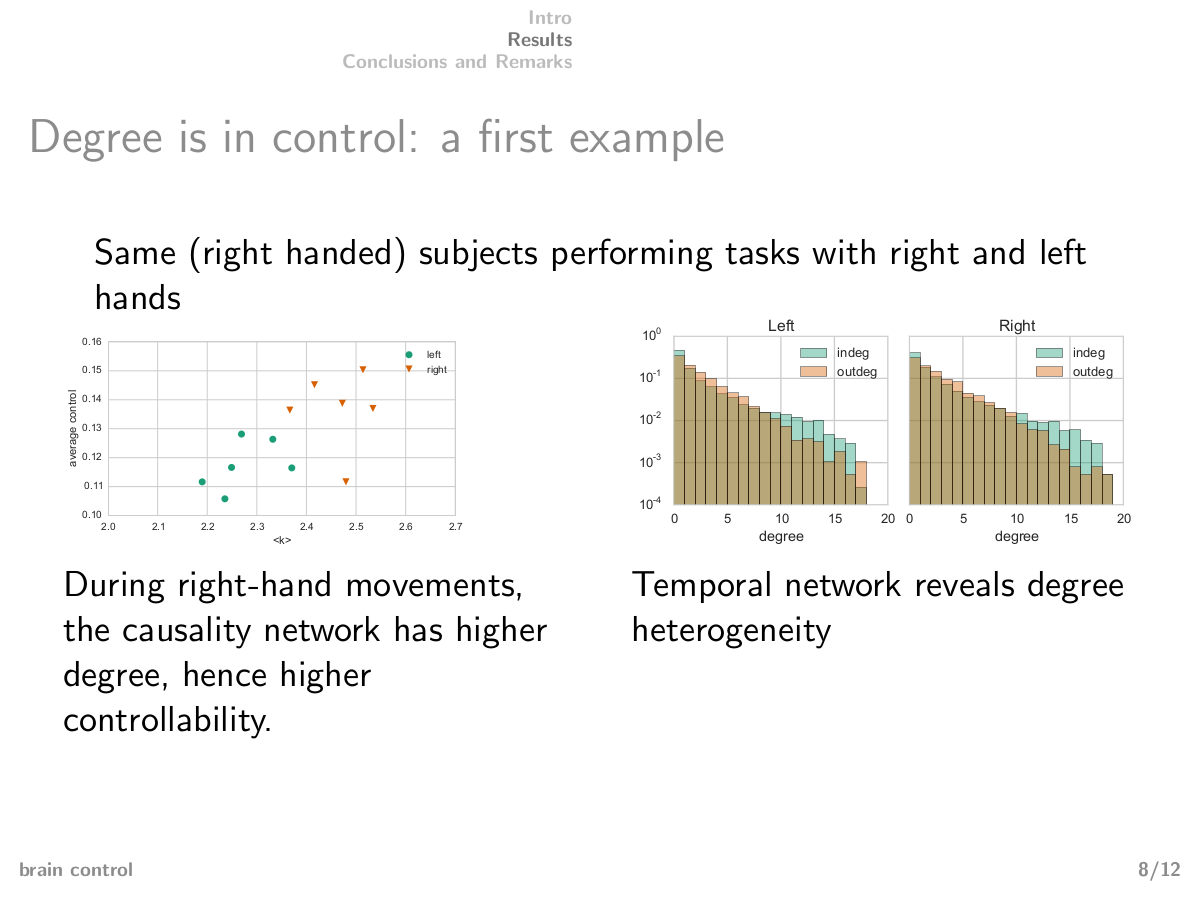 Intro
Results
Conclusions and Remarks
Degree is in control: a first example
Same (right handed) subjects performing tasks with right and left
hands
0.16
0.15
0.14
0.13
0.12
0.11
0.10
average control
2.0 2.1 2.2 2.3 2.4 2.5 2.6 2.7
<k>
left
right
Left
10^0
10^-1
10^-2
10^-3
10^-4
indeg
outdeg
0 5 10 15 20
degree
Right
indeg
outdeg
0 5 10 15 20
degree
During right-hand movements,
the causality network has higher
degree, hence higher
controllability.
Temporal network reveals degree
heterogeneity
brain control
8/12